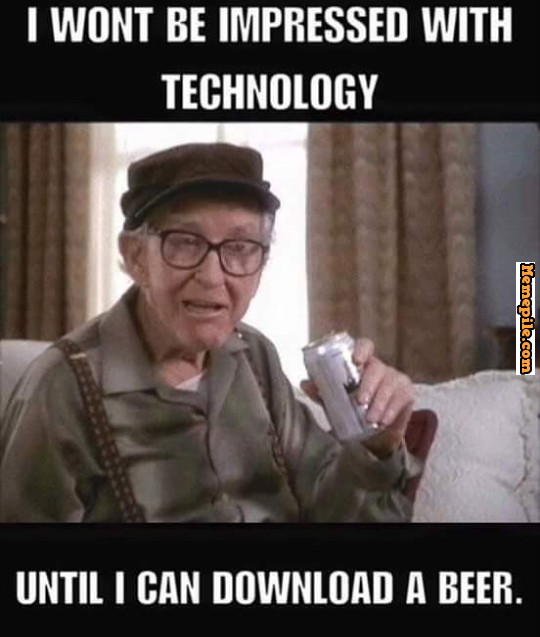 I WONT BE IMPRESSED WITH
TECHNOLOGY
Memepile.com
UNTIL I CAN DOWNLOAD A BEER.